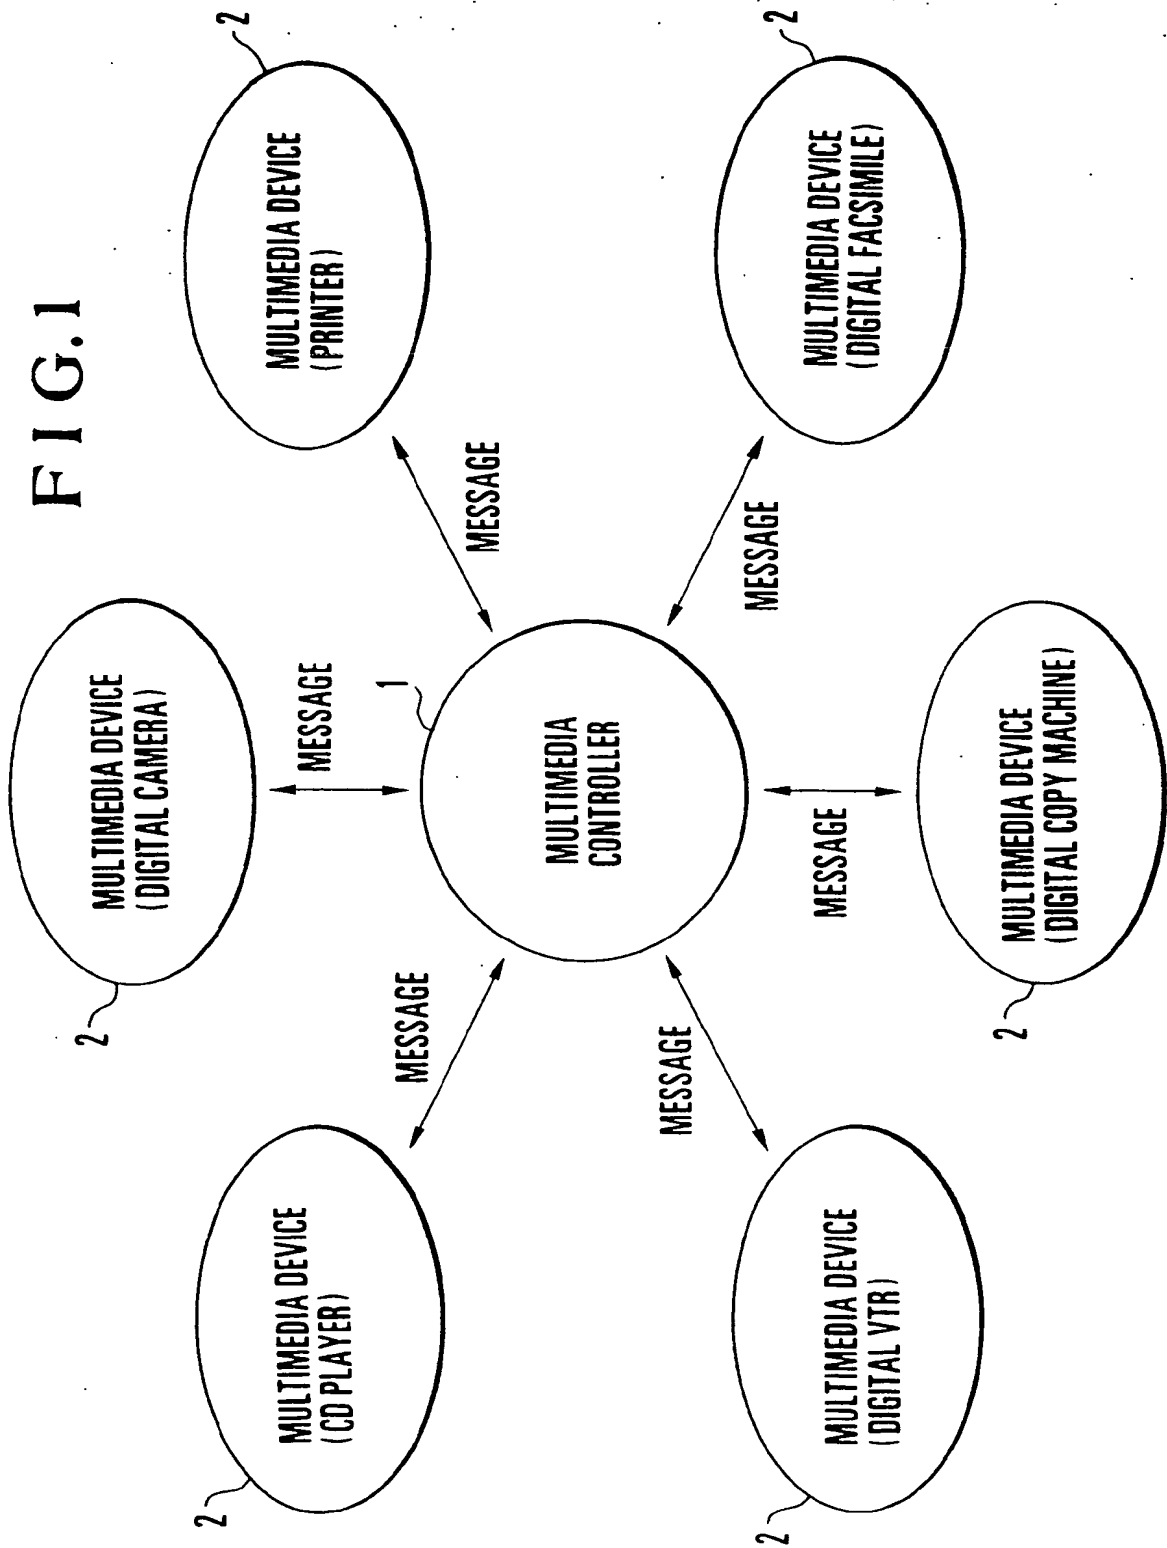 FIG.1
2
MULTIMEDIA DEVICE
(DIGITAL CAMERA)
2
MULTIMEDIA DEVICE
(CD PLAYER)
2
MULTIMEDIA DEVICE
(PRINTER)
MESSAGE
MESSAGE
MESSAGE
1
MULTIMEDIA
CONTROLLER
MESSAGE
MESSAGE
MESSAGE
2
MULTIMEDIA DEVICE
(DIGITAL VTR)
2
MULTIMEDIA DEVICE
(DIGITAL COPY MACHINE)
2
MULTIMEDIA DEVICE
(DIGITAL FACSIMILE)